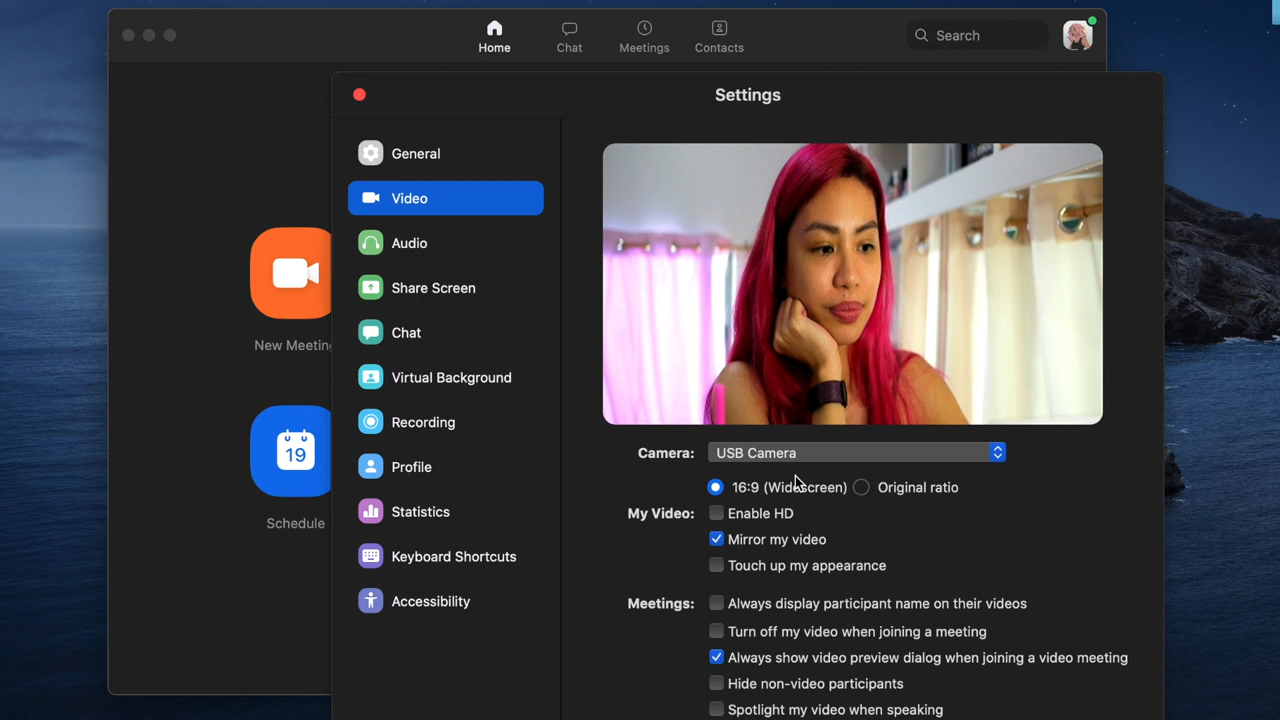 Home
Chat
Meetings
Contacts
Search
Settings
General
Video
Audio
Share Screen
Chat
Virtual Background
Recording
Profile
Statistics
Keyboard Shortcuts
Accessibility
New Meeting
19
Schedule
Camera: USB Camera
16:9 (Widescreen) Original ratio
My Video: Enable HD
Mirror my video
Touch up my appearance
Meetings: Always display participant name on their videos
Turn off my video when joining a meeting
Always show video preview dialog when joining a video meeting
Hide non-video participants
Spotlight my video when speaking